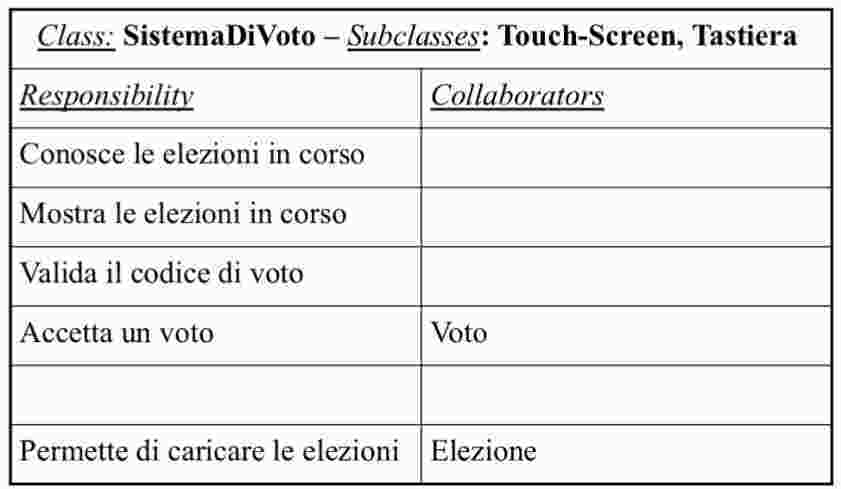 Class: SistemaDiVoto – Subclasses: Touch-Screen, Tastiera
Responsibility Collaborators
Conosce le elezioni in corso
Mostra le elezioni in corso
Valida il codice di voto
Accetta un voto Voto
Permette di caricare le elezioni Elezione